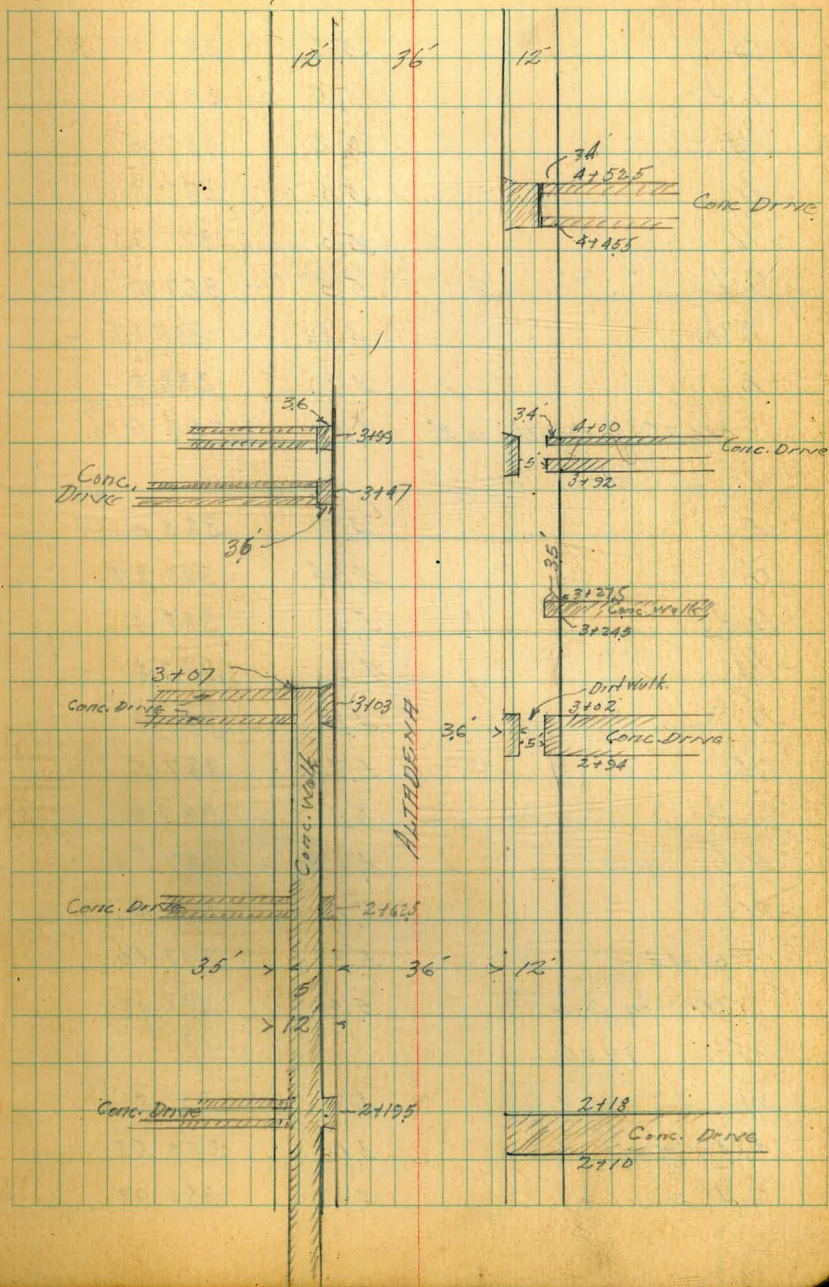 12' 36' 12'
3.4'
4+52.5
Conc Drive
4+45.5
3.6'
3+99
3.4'
4+00
Conc. Drive
5'
3+92
Conc.
Drive
3+47
3.6'
3.5'
3+27.5
Conc. Walk
3+24.5
3+07
Conc. Drive
3+03
Dirt Walk.
3+02
3.6'
5'
Conc. Drive
2+94
Conc. Walk
ALTADENA
Conc. Drive
2+62.5
3.5' 36' 12'
5'
12'
Conc. Drive
2+19.5
2+18
Conc. Drive
2+10